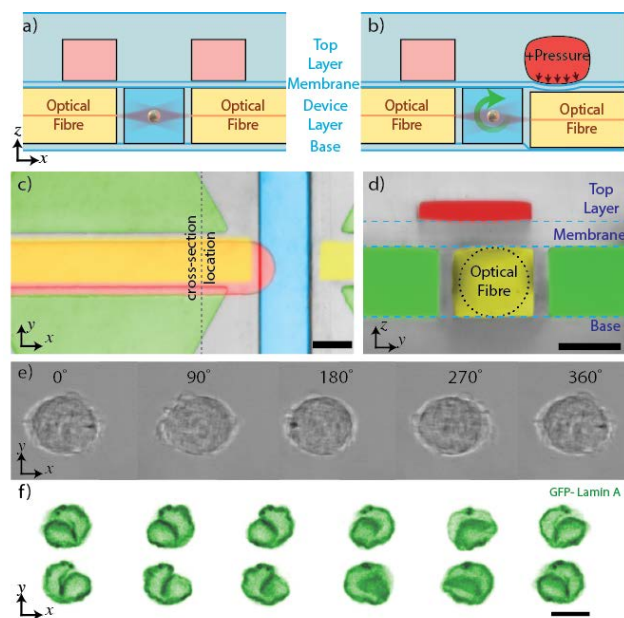 a)
b)
Top
Layer
+Pressure
Membrane
Optical
Fibre
Optical
Fibre
Device
Layer
Optical
Fibre
Optical
Fibre
Base
z
x
z
x
c)
cross-section
location
y
x
d)
Top
Layer
Membrane
Optical
Fibre
Base
z
y
e)
0°
90°
180°
270°
360°
y
x
f)
GFP- Lamin A
y
x